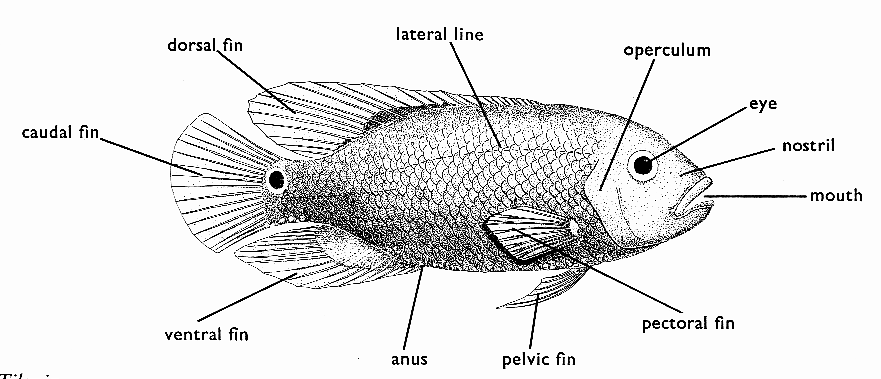 lateral line
dorsal fin
operculum
eye
caudal fin
nostril
mouth
pectoral fin
ventral fin
anus
pelvic fin